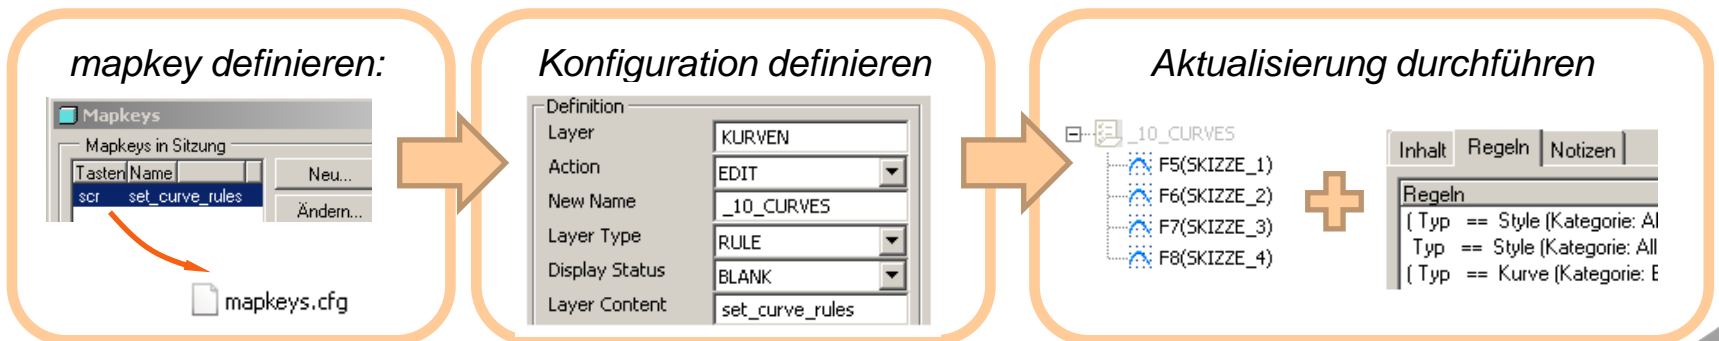 mapkey definieren:
Mapkeys
Mapkeys in Sitzung
Tasten Name
scr set_curve_rules
Neu...
Ändern...
mapkeys.cfg
Konfiguration definieren
Definition
Layer KURVEN
Action EDIT
New Name _10_CURVES
Layer Type RULE
Display Status BLANK
Layer Content set_curve_rules
Aktualisierung durchführen
_10_CURVES
F5(SKIZZE_1)
F6(SKIZZE_2)
F7(SKIZZE_3)
F8(SKIZZE_4)
Inhalt Regeln Notizen
Regeln
( Typ == Style (Kategorie: Al
Typ == Style (Kategorie: All
( Typ == Kurve (Kategorie: E